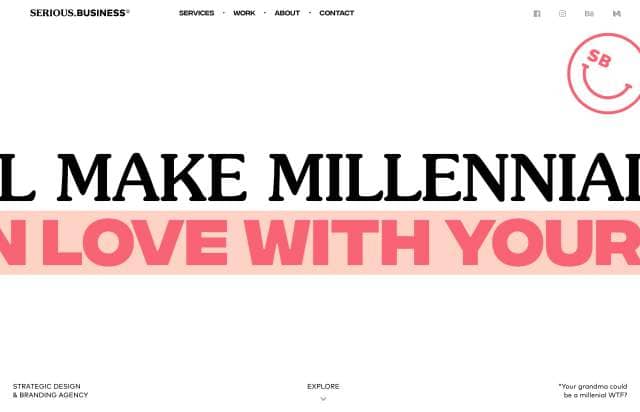 SERIOUS.BUSINESS®
SERVICES • WORK • ABOUT • CONTACT
SB
L MAKE MILLENNIAL
N LOVE WITH YOUR
STRATEGIC DESIGN
& BRANDING AGENCY
EXPLORE
"Your grandma could
be a millenial WTF?